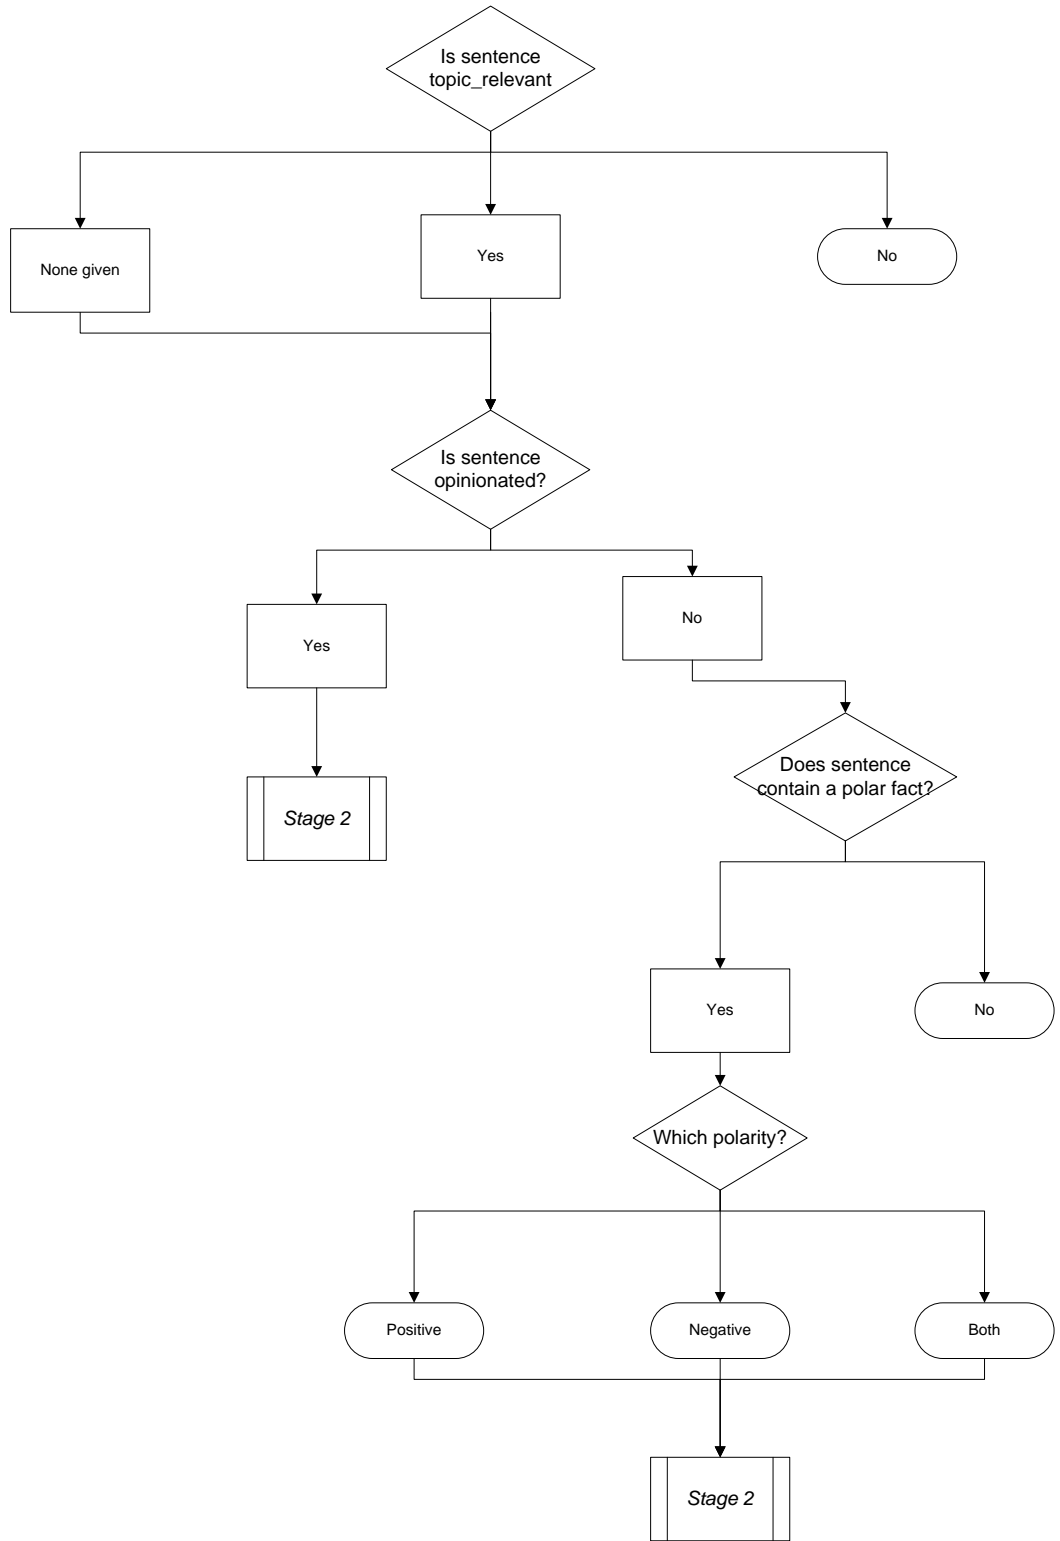 Is sentence
topic_relevant
None given
Yes
No
Is sentence
opinionated?
Yes
No
Stage 2
Does sentence
contain a polar fact?
Yes
No
Which polarity?
Positive
Negative
Both
Stage 2